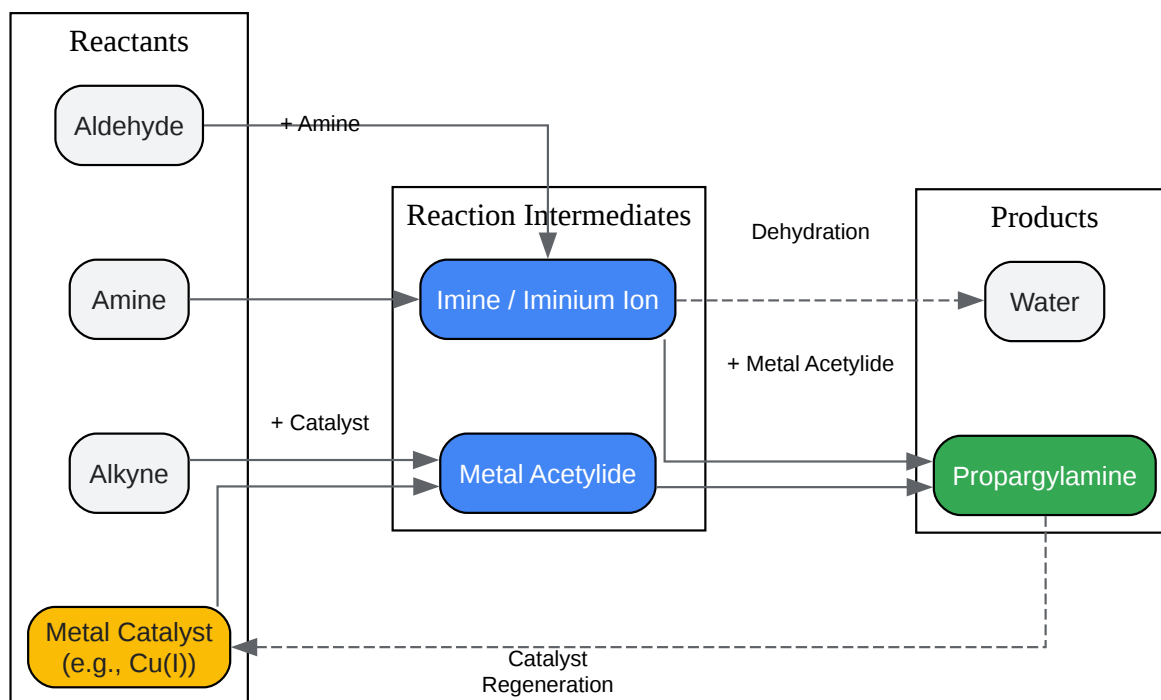 Reactants
Aldehyde
+ Amine
Reaction Intermediates
Products
Dehydration
Amine
Imine / Iminium Ion
Water
+ Metal Acetylide
+ Catalyst
Alkyne
Metal Acetylide
Propargylamine
Metal Catalyst
(e.g., Cu(I))
Catalyst
Regeneration